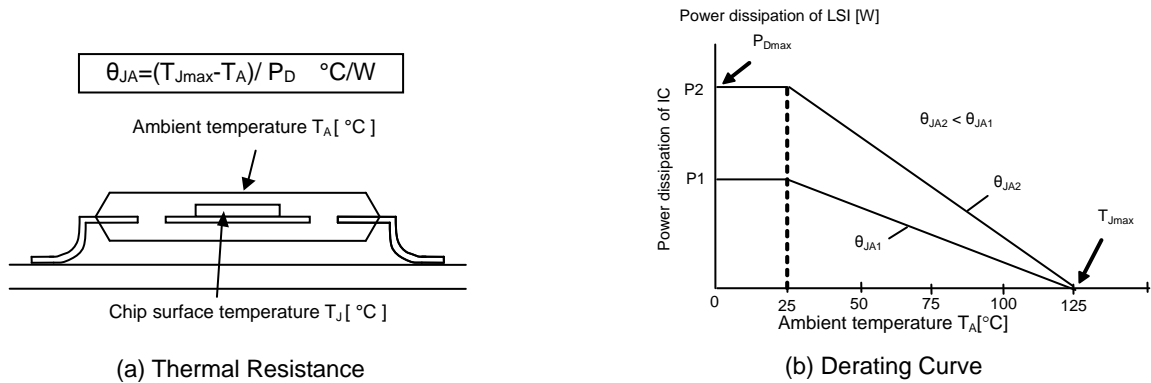 θJA=(TJmax-TA)/ PD °C/W
Ambient temperature TA[ °C ]
Chip surface temperature TJ[ °C ]
(a) Thermal Resistance
Power dissipation of LSI [W]
PDmax
P2
θJA2 < θJA1
Power dissipation of IC
P1
θJA2
TJmax
θJA1
0 25 50 75 100 125
Ambient temperature TA[°C]
(b) Derating Curve